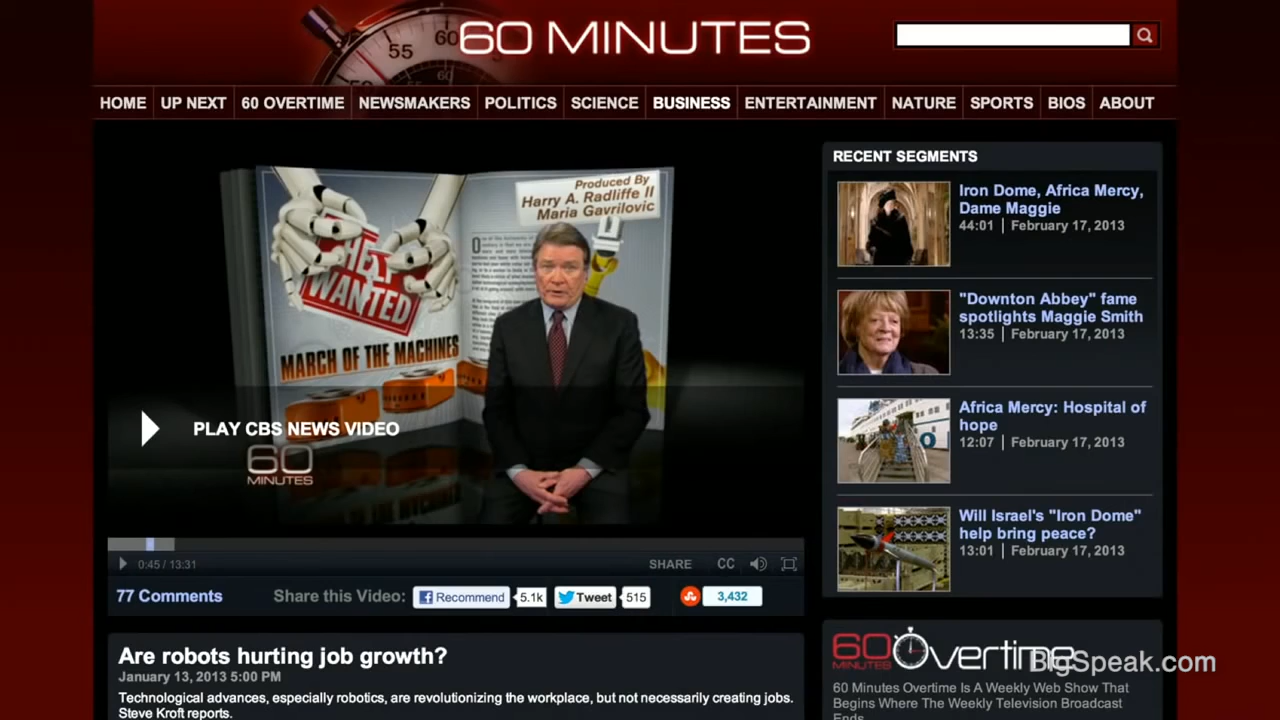 55
60
60
60 MINUTES
HOME
UP NEXT
60 OVERTIME
NEWSMAKERS
POLITICS
SCIENCE
BUSINESS
ENTERTAINMENT
NATURE
SPORTS
BIOS
ABOUT
Produced By
Harry A. Radliffe II
Maria Gavrilovic
HELP
WANTED
MARCH OF THE MACHINES
PLAY CBS NEWS VIDEO
60
MINUTES
0:45 / 13:31
SHARE
CC
77 Comments
Share this Video:
Recommend
5.1k
Tweet
515
3,432
Are robots hurting job growth?
January 13, 2013 5:00 PM
Technological advances, especially robotics, are revolutionizing the workplace, but not necessarily creating jobs.
Steve Kroft reports.
RECENT SEGMENTS
Iron Dome, Africa Mercy,
Dame Maggie
44:01 | February 17, 2013
"Downton Abbey" fame
spotlights Maggie Smith
13:35 | February 17, 2013
Africa Mercy: Hospital of
hope
12:07 | February 17, 2013
Will Israel's "Iron Dome"
help bring peace?
13:01 | February 17, 2013
60
MINUTES
Overtime
BigSpeak.com
60 Minutes Overtime Is A Weekly Web Show That
Begins Where The Weekly Television Broadcast
Ends